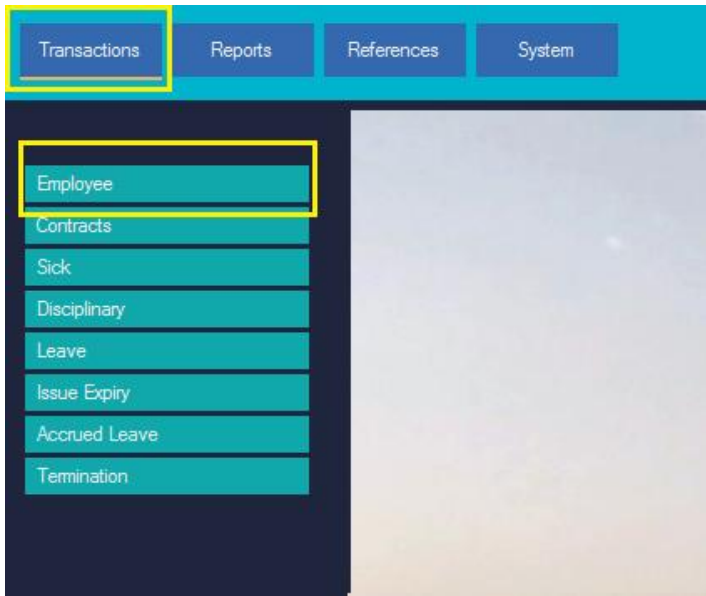 Transactions Reports References System
Employee
Contracts
Sick
Disciplinary
Leave
Issue Expiry
Accrued Leave
Termination